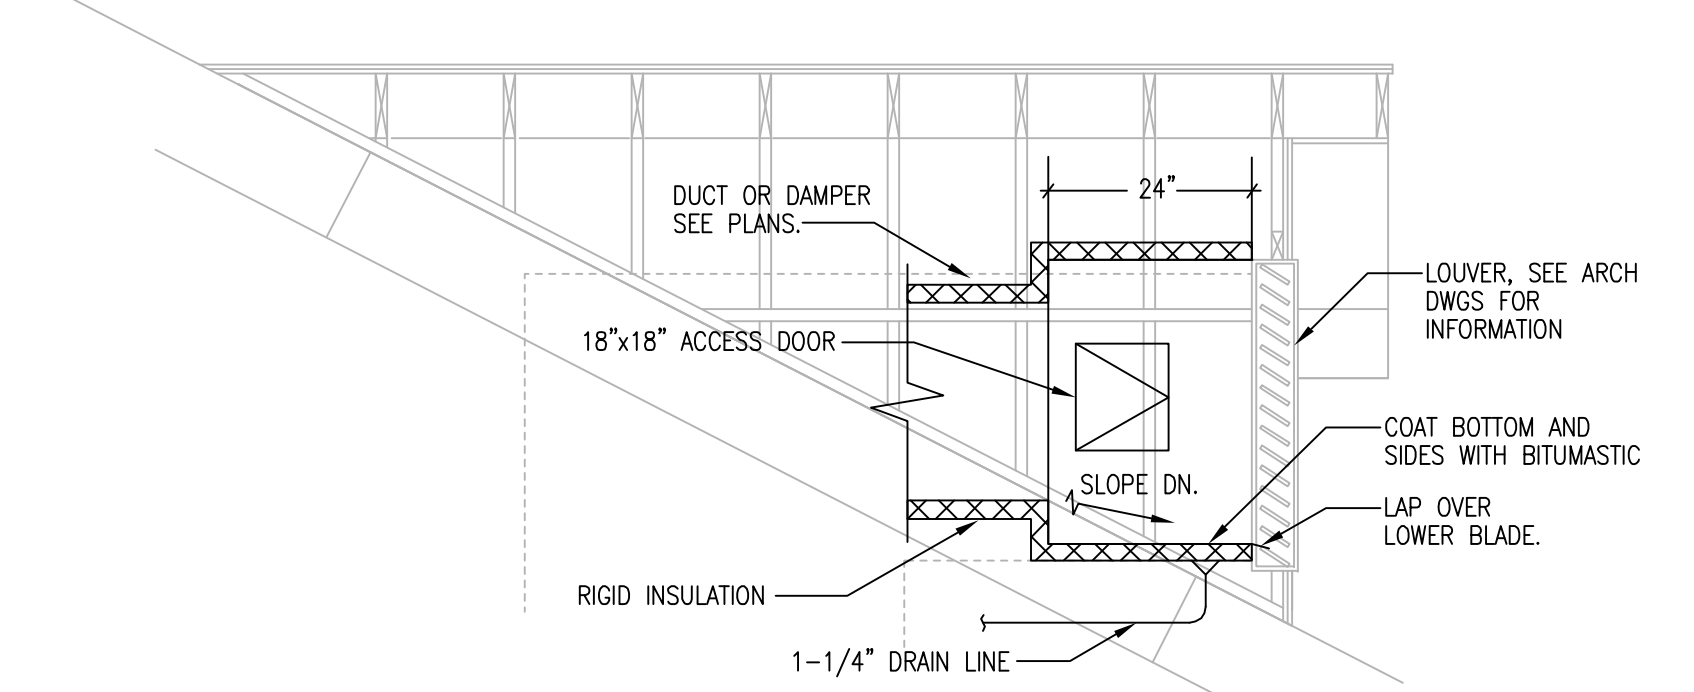 DUCT OR DAMPER
SEE PLANS.
24"
LOUVER, SEE ARCH
DWGS FOR
INFORMATION
18"x18" ACCESS DOOR
COAT BOTTOM AND
SIDES WITH BITUMASTIC
SLOPE DN.
LAP OVER
LOWER BLADE.
RIGID INSULATION
1-1/4" DRAIN LINE